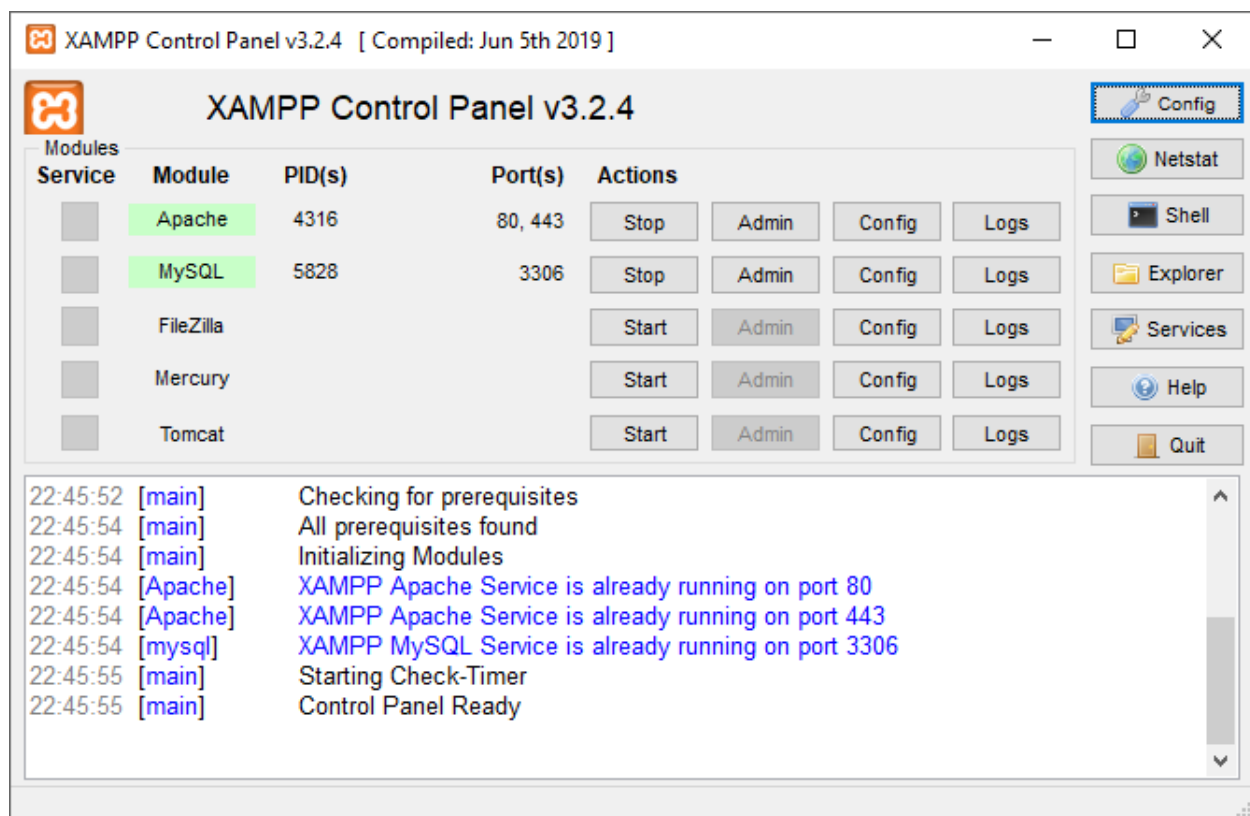 XAMPP Control Panel v3.2.4 [ Compiled: Jun 5th 2019 ]
XAMPP Control Panel v3.2.4
Config
Modules
Netstat
Service Module PID(s) Port(s) Actions
Apache 4316 80, 443 Stop Admin Config Logs
Shell
MySQL 5828 3306 Stop Admin Config Logs
Explorer
FileZilla Start Admin Config Logs
Services
Mercury Start Admin Config Logs
Help
Tomcat Start Admin Config Logs
Quit
22:45:52 [main] Checking for prerequisites
22:45:54 [main] All prerequisites found
22:45:54 [main] Initializing Modules
22:45:54 [Apache] XAMPP Apache Service is already running on port 80
22:45:54 [Apache] XAMPP Apache Service is already running on port 443
22:45:54 [mysql] XAMPP MySQL Service is already running on port 3306
22:45:55 [main] Starting Check-Timer
22:45:55 [main] Control Panel Ready